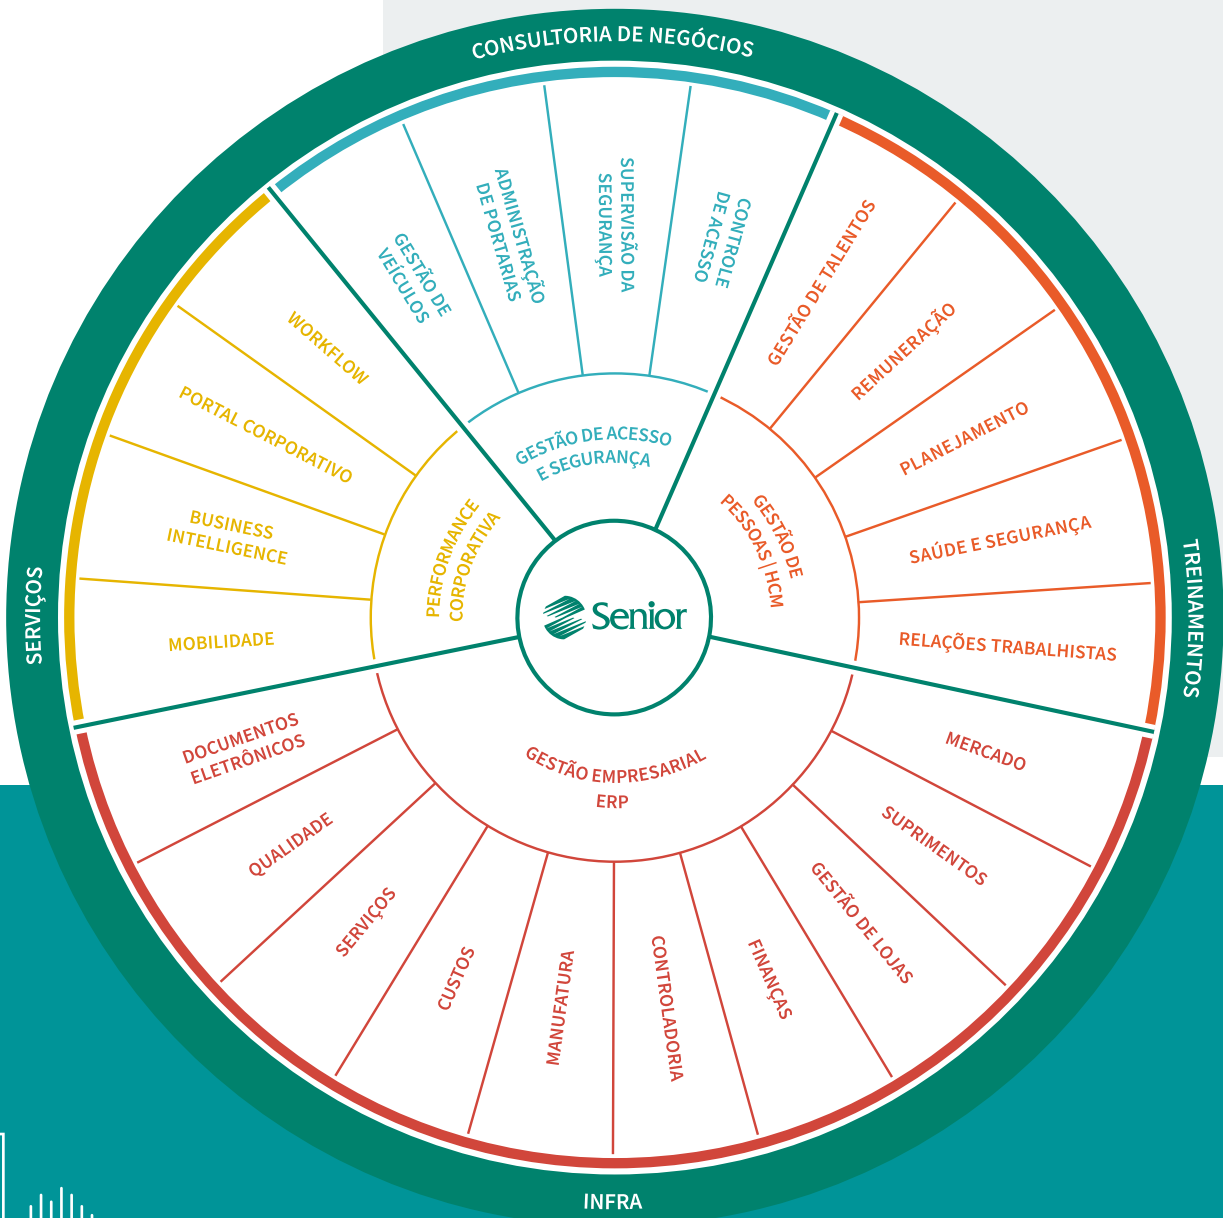 CONSULTORIA DE NEGÓCIOS
GESTÃO DE
VEÍCULOS
ADMINISTRAÇÃO
DE PORTARIAS
SUPERVISÃO DA
SEGURANÇA
CONTROLE
DE ACESSO
GESTÃO DE ACESSO
E SEGURANÇA
GESTÃO DE TALENTOS
REMUNERAÇÃO
PLANEJAMENTO
SAÚDE E SEGURANÇA
RELAÇÕES TRABALHISTAS
GESTÃO DE
PESSOAS | HCM
TREINAMENTOS
MERCADO
SUPRIMENTOS
GESTÃO DE LOJAS
FINANÇAS
CONTROLADORIA
MANUFATURA
CUSTOS
SERVIÇOS
QUALIDADE
DOCUMENTOS
ELETRÔNICOS
GESTÃO EMPRESARIAL
ERP
INFRA
MOBILIDADE
BUSINESS
INTELLIGENCE
PORTAL CORPORATIVO
WORKFLOW
PERFORMANCE
CORPORATIVA
SERVIÇOS
Senior